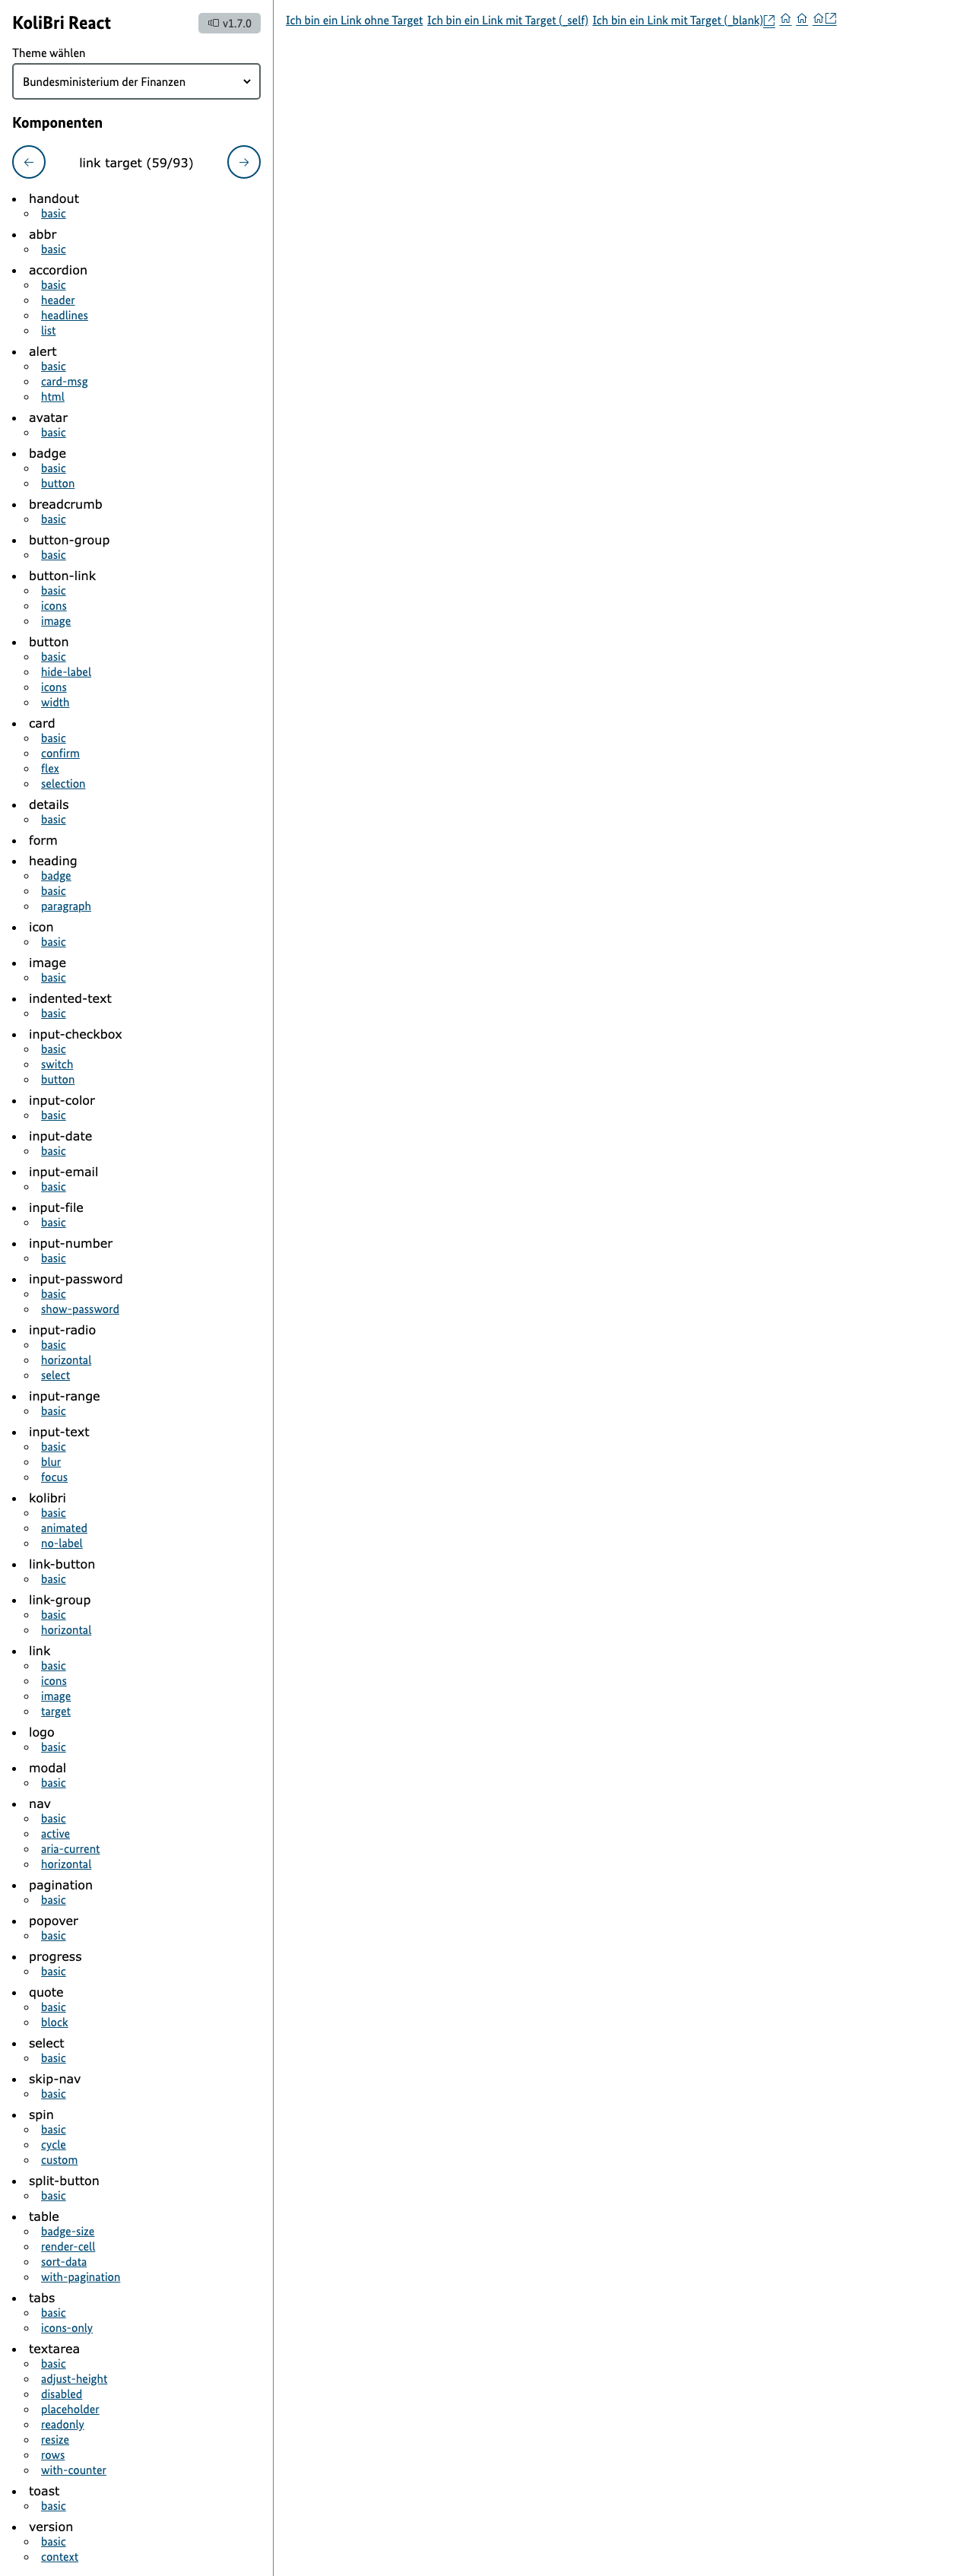 KoliBri React
v1.7.0
Theme wählen
Bundesministerium der Finanzen
Komponenten
link target (59/93)
handout
basic
abbr
basic
accordion
basic
header
headlines
list
alert
basic
card-msg
html
avatar
basic
badge
basic
button
breadcrumb
basic
button-group
basic
button-link
basic
icons
image
button
basic
hide-label
icons
width
card
basic
confirm
flex
selection
details
basic
form
heading
badge
basic
paragraph
icon
basic
image
basic
indented-text
basic
input-checkbox
basic
switch
button
input-color
basic
input-date
basic
input-email
basic
input-file
basic
input-number
basic
input-password
basic
show-password
input-radio
basic
horizontal
select
input-range
basic
input-text
basic
blur
focus
kolibri
basic
animated
no-label
link-button
basic
link-group
basic
horizontal
link
basic
icons
image
target
logo
basic
modal
basic
nav
basic
active
aria-current
horizontal
pagination
basic
popover
basic
progress
basic
quote
basic
block
select
basic
skip-nav
basic
spin
basic
cycle
custom
split-button
basic
table
badge-size
render-cell
sort-data
with-pagination
tabs
basic
icons-only
textarea
basic
adjust-height
disabled
placeholder
readonly
resize
rows
with-counter
toast
basic
version
basic
context
Ich bin ein Link ohne Target Ich bin ein Link mit Target (_self) Ich bin ein Link mit Target (_blank)